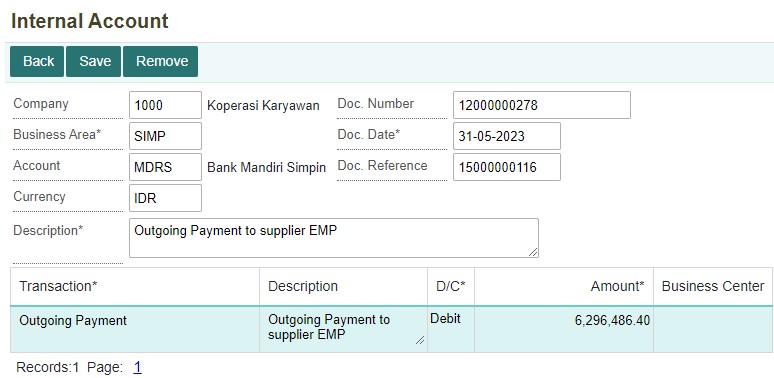 Internal Account
Back Save Remove
Company 1000 Koperasi Karyawan Doc. Number 12000000278
Business Area* SIMP Doc. Date* 31-05-2023
Account MDRS Bank Mandiri Simpin Doc. Reference 15000000116
Currency IDR
Description* Outgoing Payment to supplier EMP
Transaction* Description D/C* Amount* Business Center
Outgoing Payment Outgoing Payment to Debit 6,296,486.40
supplier EMP
Records:1 Page: 1